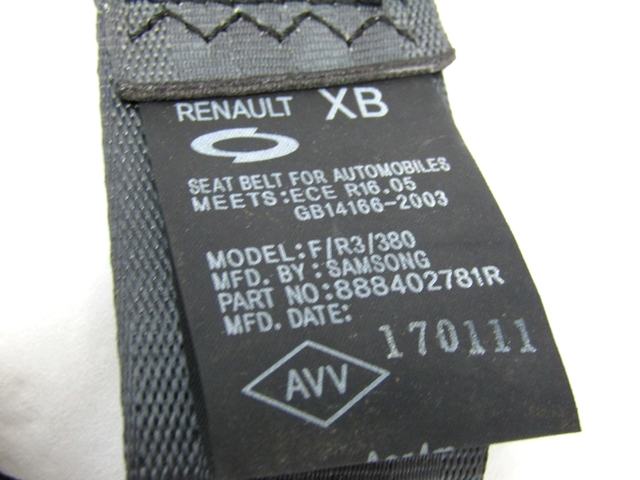 RENAULT XB
SEAT BELT FOR AUTOMOBILES
MEETS:ECE R16.05
GB14166-2003
MODEL:F/R3/380
MFD. BY:SAMSONG
PART NO:888402781R
MFD. DATE:
170111
AVV